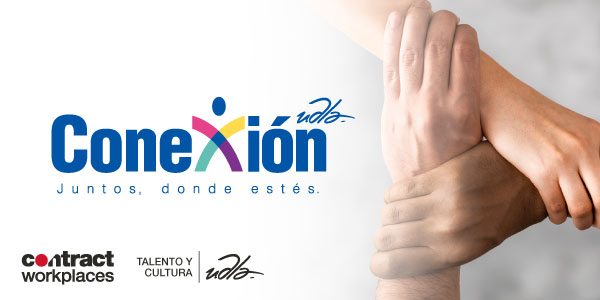 Conexión udla.
Juntos, donde estés.
contract
workplaces
TALENTO Y
CULTURA
udla.